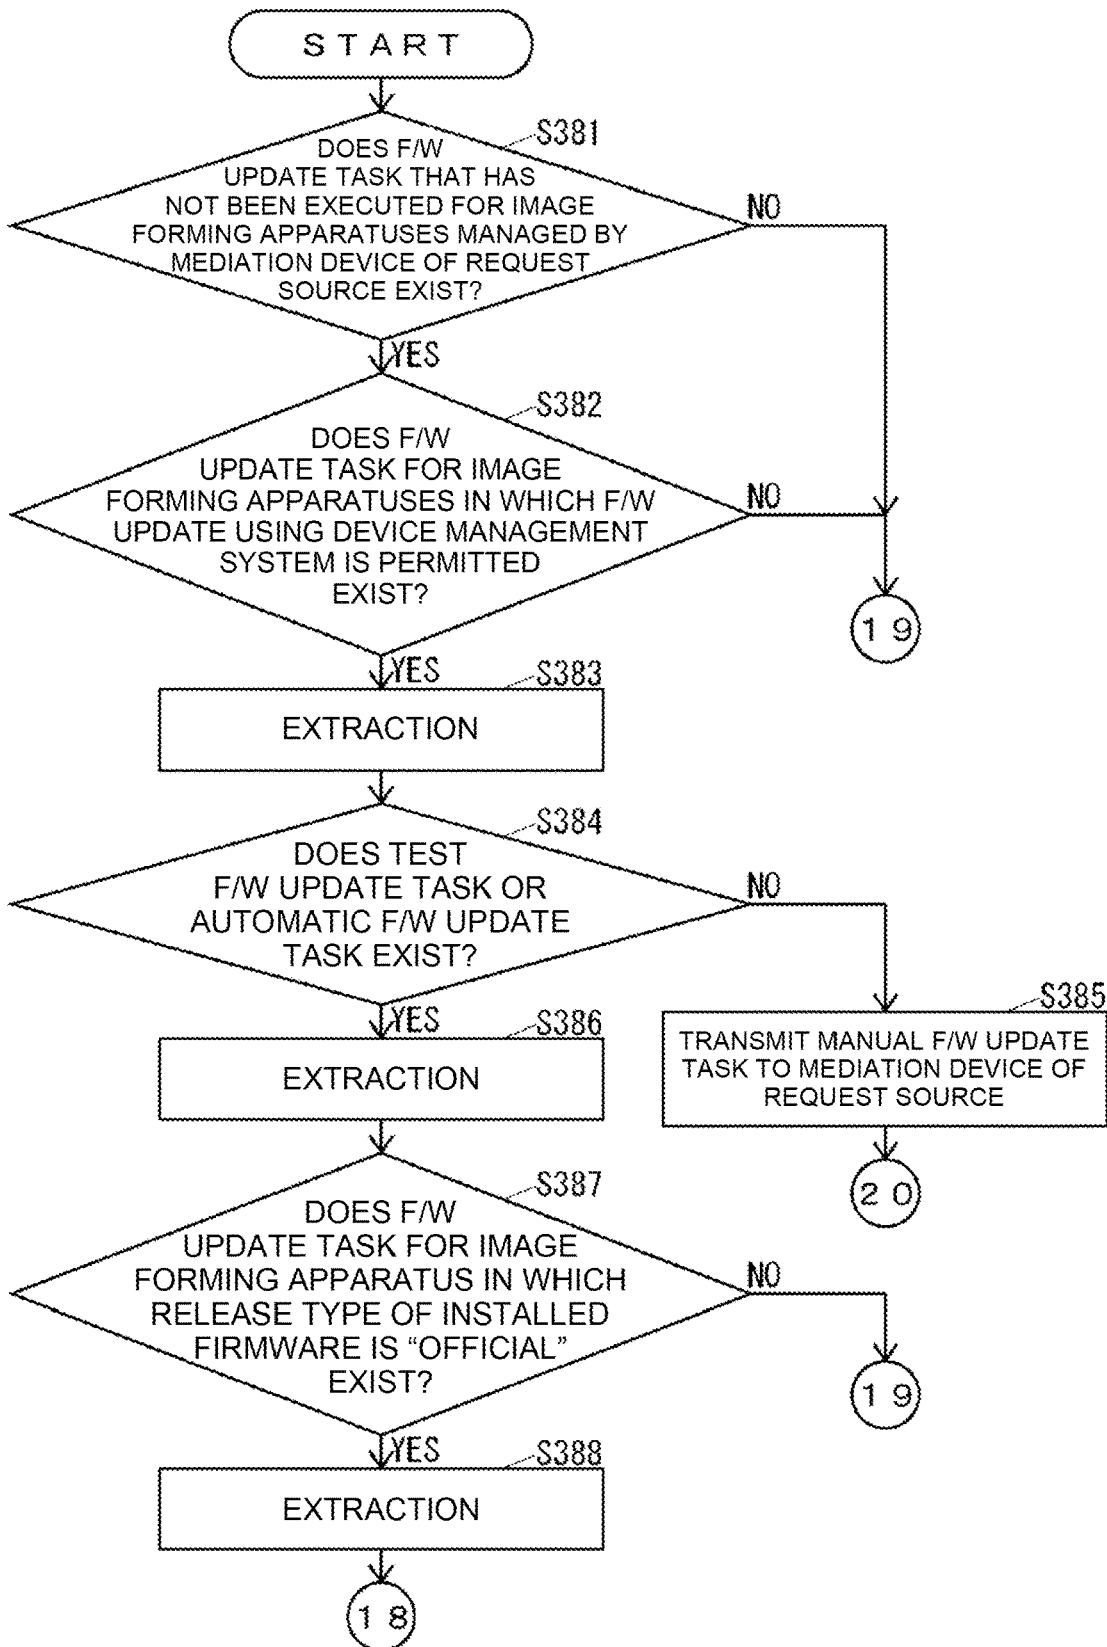 START
S381
DOES F/W
UPDATE TASK THAT HAS
NOT BEEN EXECUTED FOR IMAGE
FORMING APPARATUSES MANAGED BY
MEDIATION DEVICE OF REQUEST
SOURCE EXIST?
NO
YES
S382
DOES F/W
UPDATE TASK FOR IMAGE
FORMING APPARATUSES IN WHICH F/W
UPDATE USING DEVICE MANAGEMENT
SYSTEM IS PERMITTED
EXIST?
NO
19
YES
S383
EXTRACTION
S384
DOES TEST
F/W UPDATE TASK OR
AUTOMATIC F/W UPDATE
TASK EXIST?
NO
S385
TRANSMIT MANUAL F/W UPDATE
TASK TO MEDIATION DEVICE OF
REQUEST SOURCE
20
YES
S386
EXTRACTION
S387
DOES F/W
UPDATE TASK FOR IMAGE
FORMING APPARATUS IN WHICH
RELEASE TYPE OF INSTALLED
FIRMWARE IS “OFFICIAL”
EXIST?
NO
19
YES
S388
EXTRACTION
18